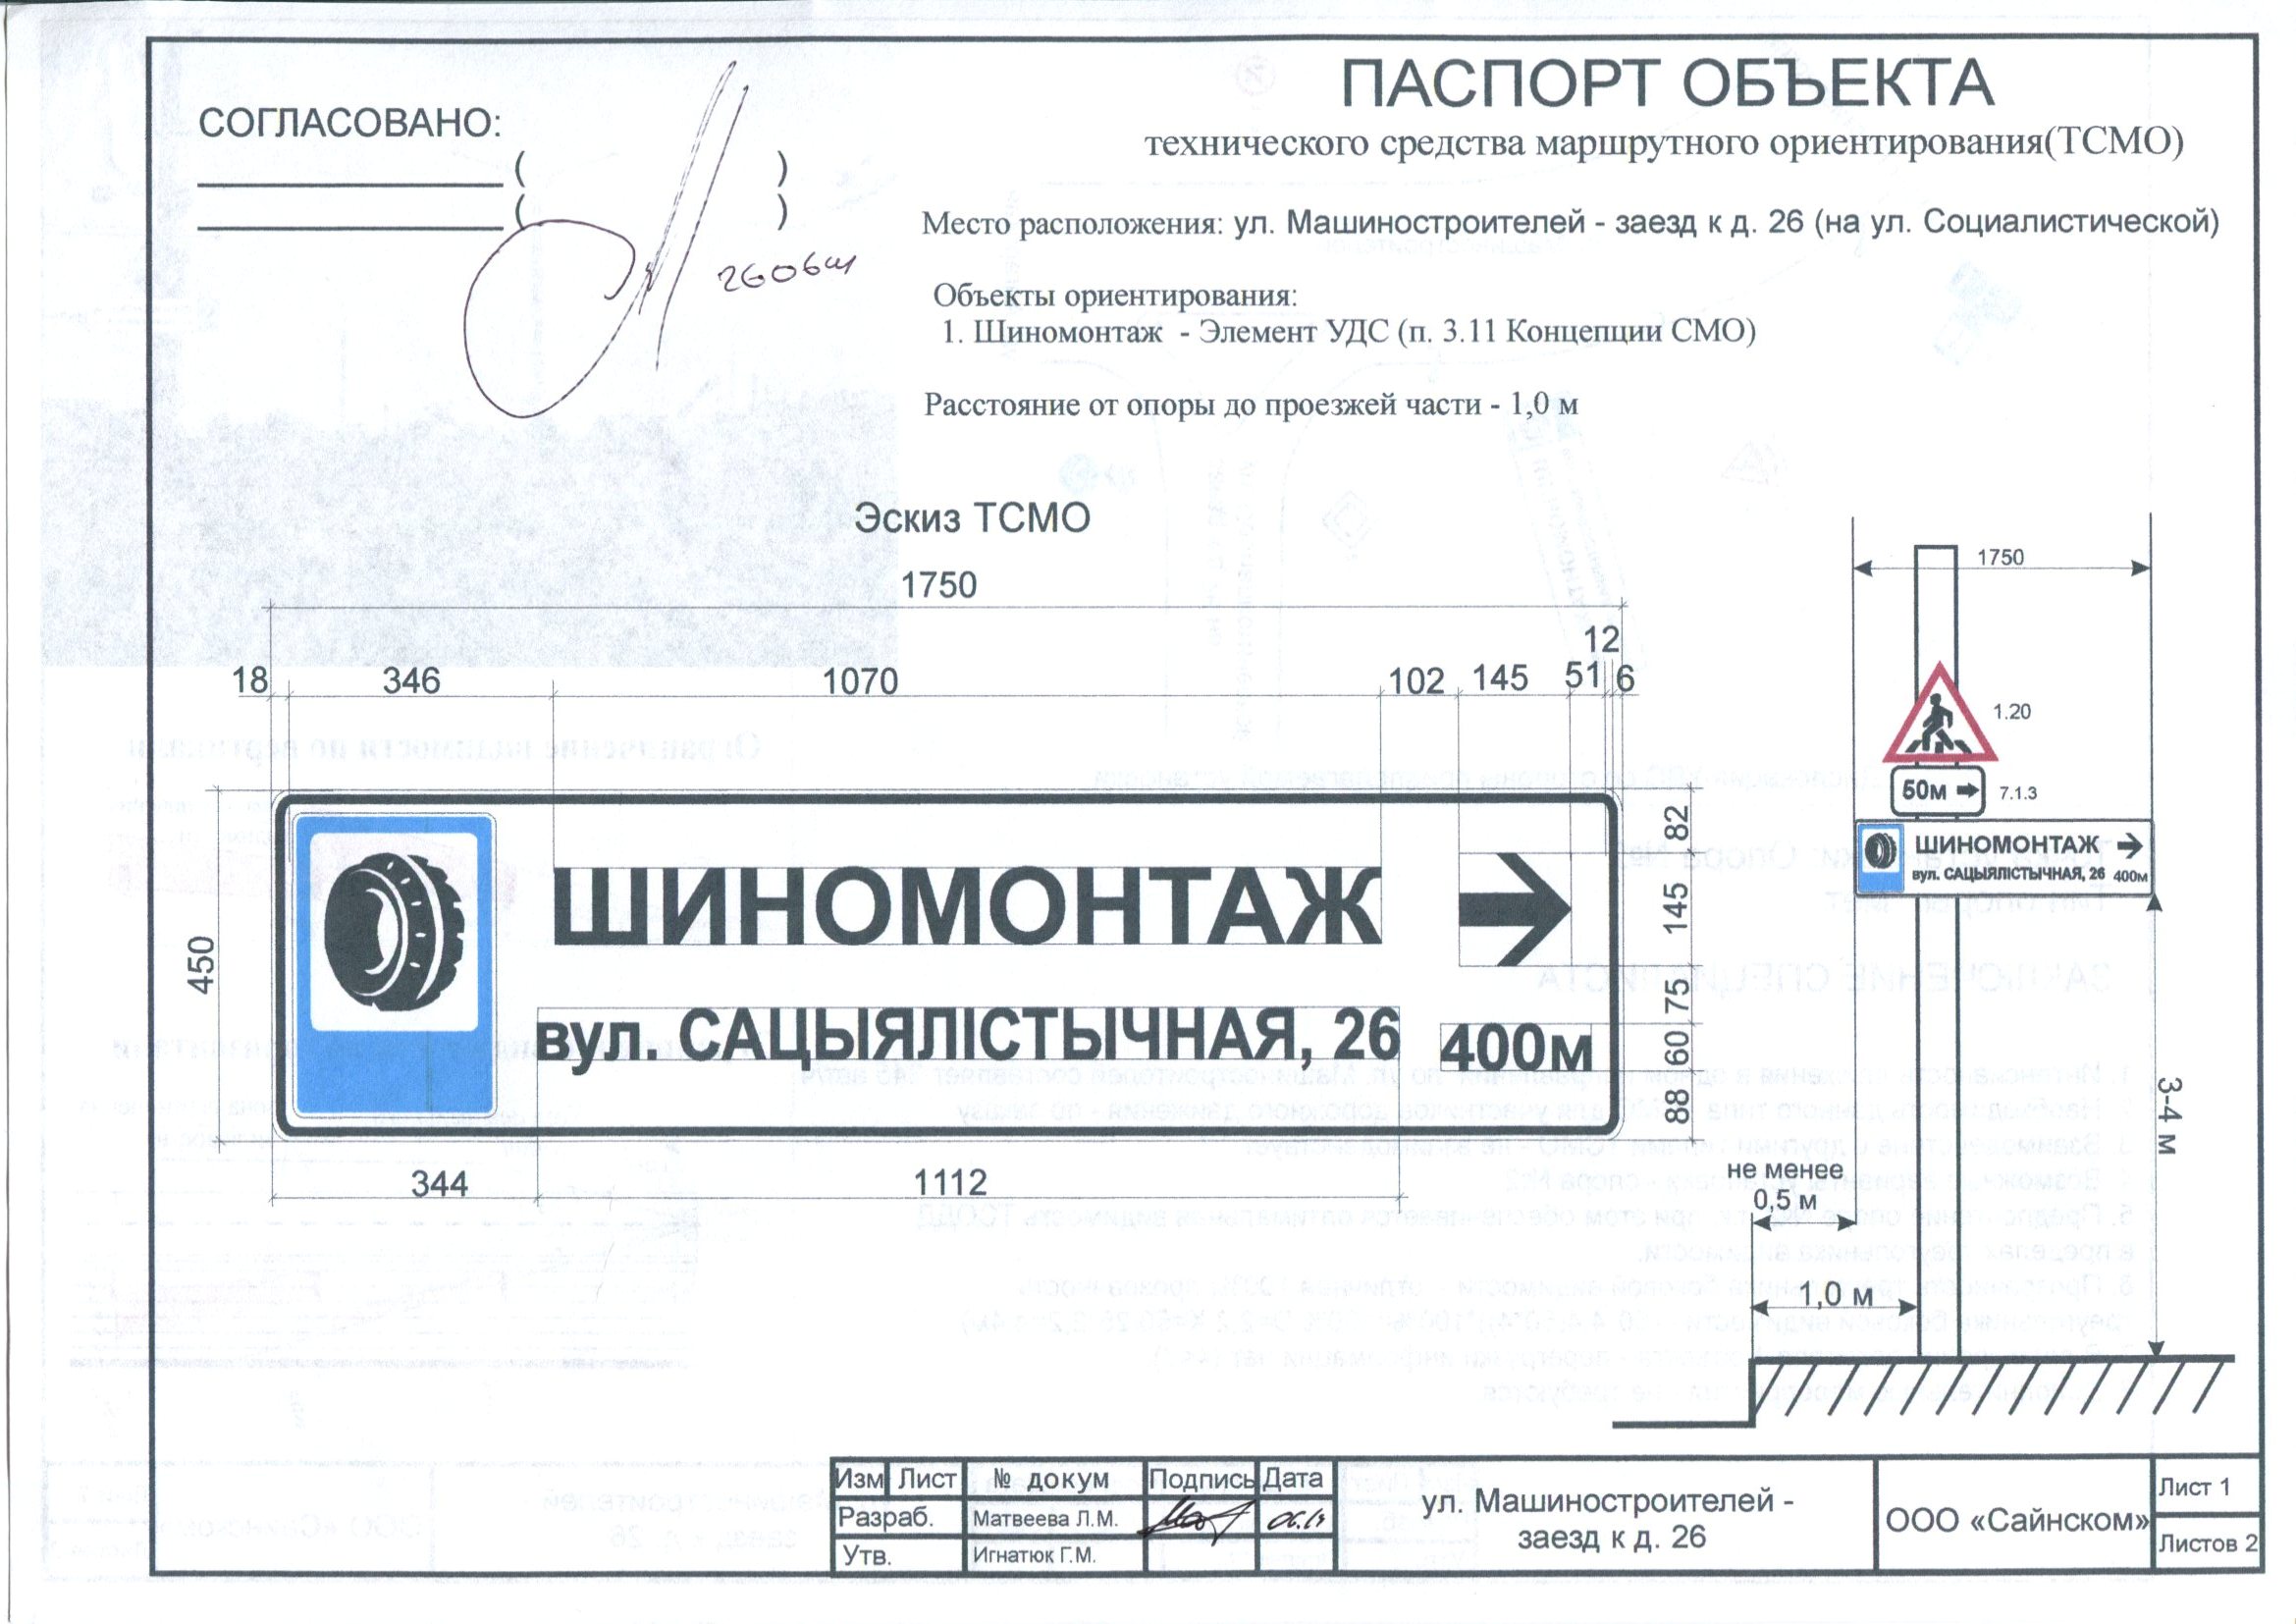 СОГЛАСОВАНО:
( )
( )
ПАСПОРТ ОБЪЕКТА
технического средства маршрутного ориентирования(ТСМО)
Место расположения: ул. Машиностроителей - заезд к д. 26 (на ул. Социалистической)
Объекты ориентирования:
1. Шиномонтаж - Элемент УДС (п. 3.11 Концепции СМО)
Расстояние от опоры до проезжей части - 1,0 м
Эскиз ТСМО
1750
12
18 346 1070 102 145 51 6
450
ШИНОМОНТАЖ
вул. САЦЫЯЛІСТЫЧНАЯ, 26 400м
82
145
75
60
88
344 1112
1750
1.20
50м 7.1.3
ШИНОМОНТАЖ
вул. САЦЫЯЛІСТЫЧНАЯ, 26 400м
3-4 м
не менее
0,5 м
1,0 м
Изм Лист № докум Подпись Дата
Разраб. Матвеева Л.М.
Утв. Игнатюк Г.М.
ул. Машиностроителей -
заезд к д. 26
ООО «Сайнском»
Лист 1
Листов 2